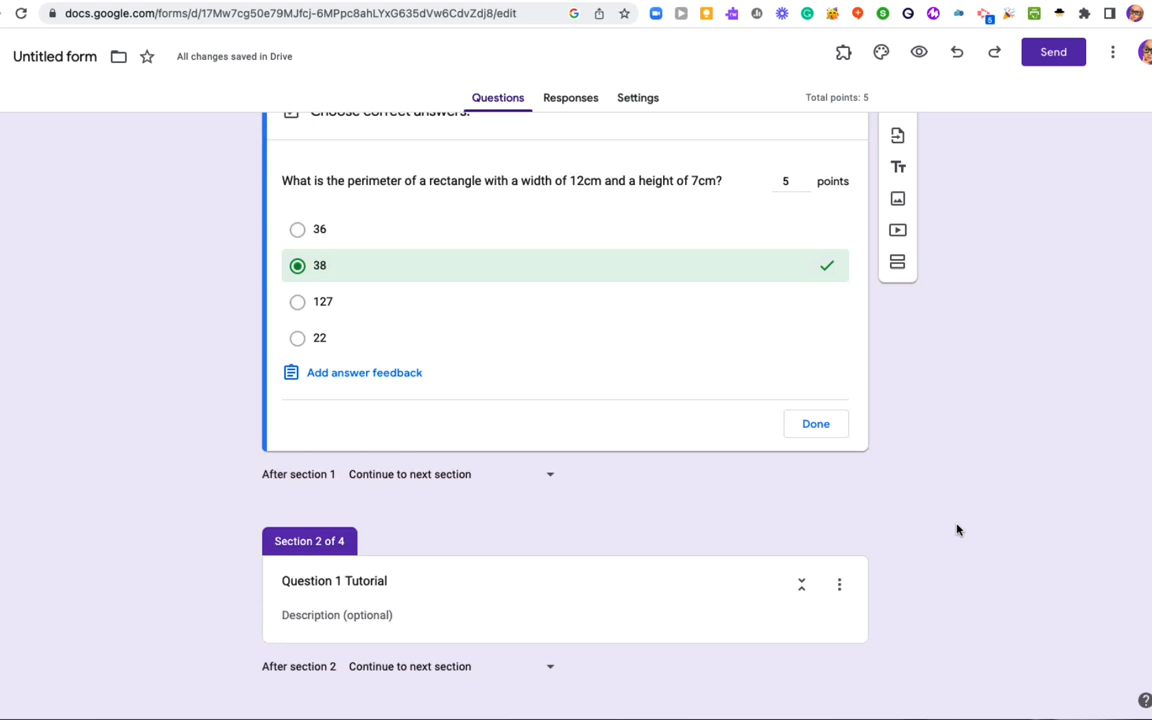 docs.google.com/forms/d/17Mw7cg50e79MJfcj-6MPpc8ahLYxG635dVw6CdvZdj8/edit
Untitled form
All changes saved in Drive
Send
Questions
Responses
Settings
Total points: 5
Choose correct answers:
What is the perimeter of a rectangle with a width of 12cm and a height of 7cm?
5 points
36
38
127
22
Add answer feedback
Done
After section 1 Continue to next section
Section 2 of 4
Question 1 Tutorial
Description (optional)
After section 2 Continue to next section